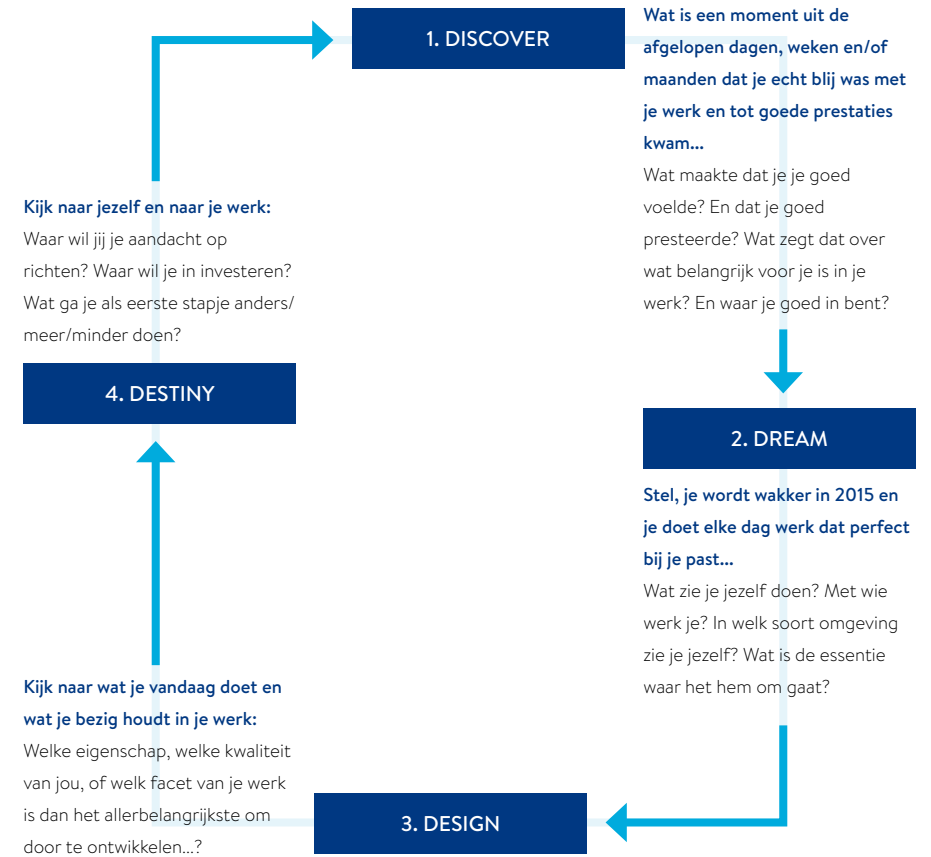 1. DISCOVER
Wat is een moment uit de
afgelopen dagen, weken en/of
maanden dat je echt blij was met
je werk en tot goede prestaties
kwam...
Wat maakte dat je je goed
voelde? En dat je goed
presteerde? Wat zegt dat over
wat belangrijk voor je is in je
werk? En waar je goed in bent?
2. DREAM
Stel, je wordt wakker in 2015 en
je doet elke dag werk dat perfect
bij je past...
Wat zie je jezelf doen? Met wie
werk je? In welk soort omgeving
zie je jezelf? Wat is de essentie
waar het hem om gaat?
3. DESIGN
Kijk naar wat je vandaag doet en
wat je bezig houdt in je werk:
Welke eigenschap, welke kwaliteit
van jou, of welk facet van je werk
is dan het allerbelangrijkste om
door te ontwikkelen...?
4. DESTINY
Kijk naar jezelf en naar je werk:
Waar wil jij je aandacht op
richten? Waar wil je in investeren?
Wat ga je als eerste stapje anders/
meer/minder doen?